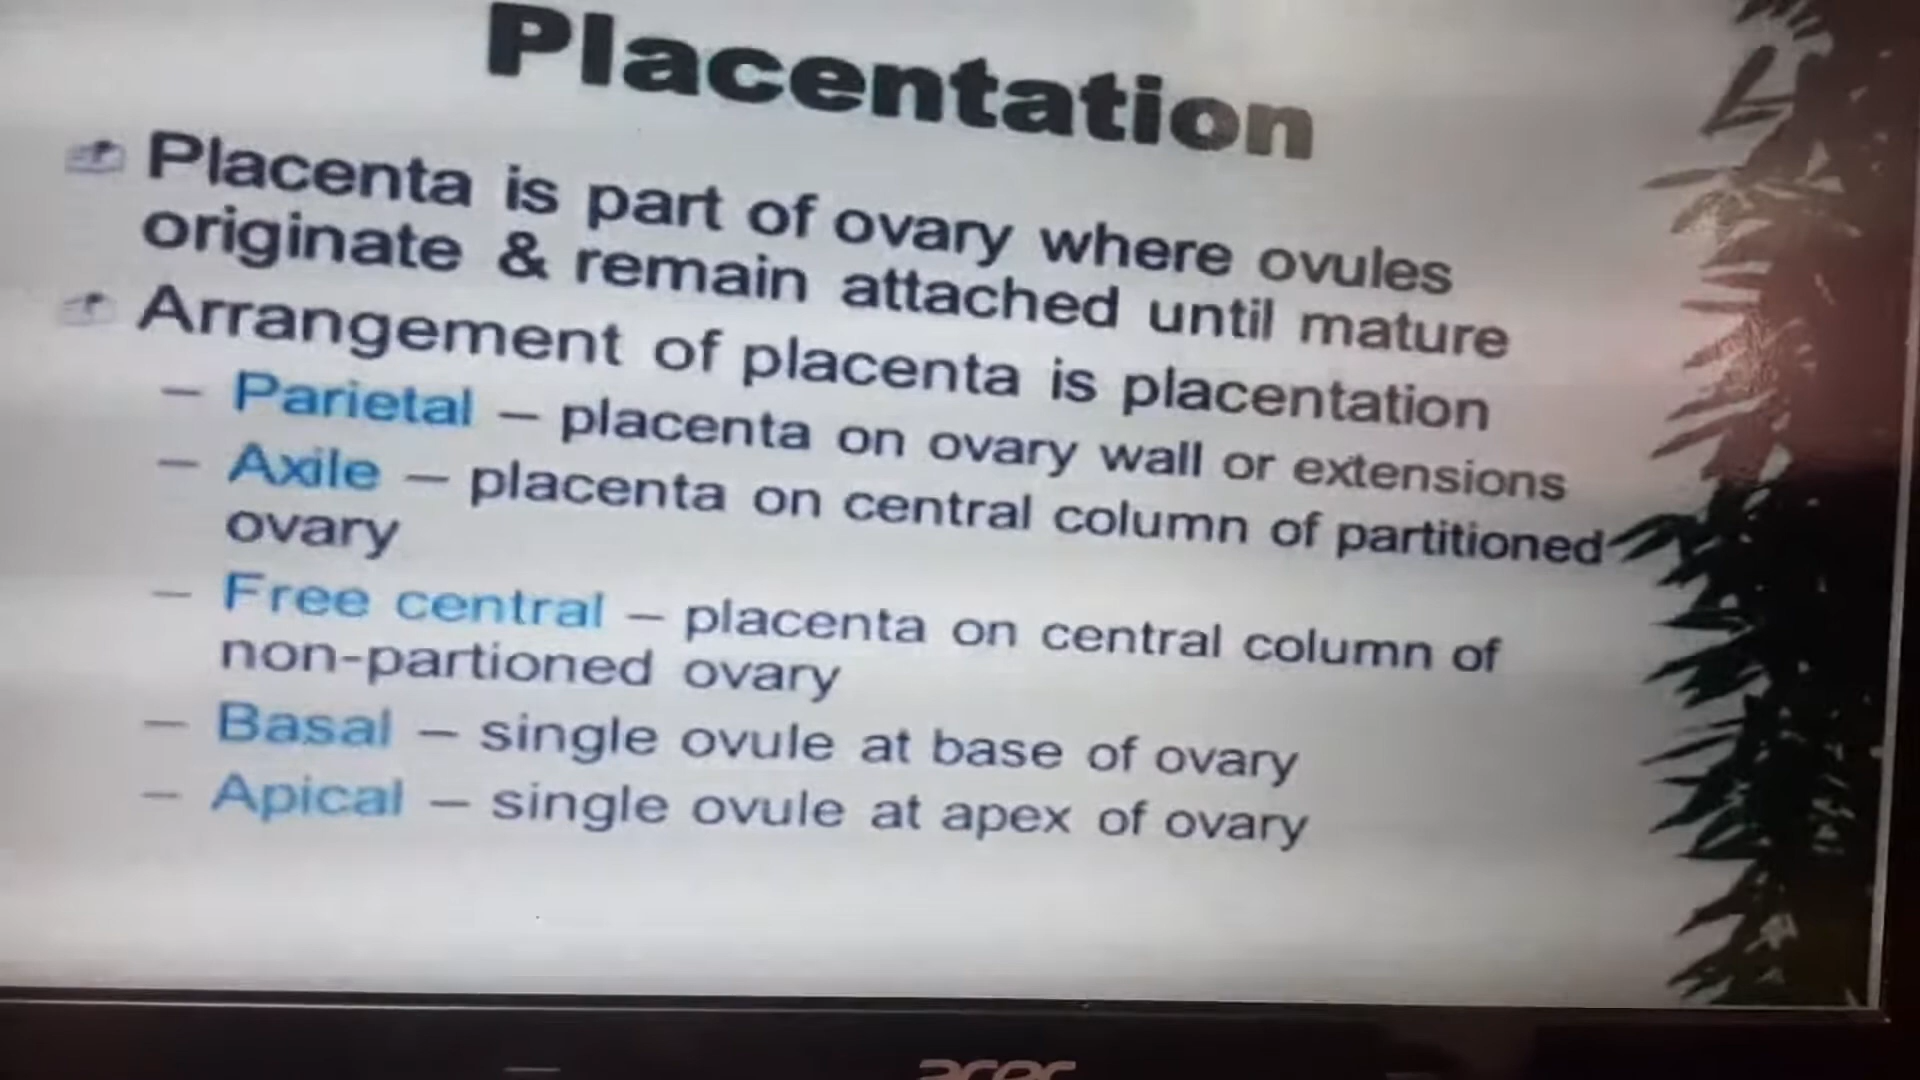 Placentation
Placenta is part of ovary where ovules
originate & remain attached until mature
Arrangement of placenta is placentation
– Parietal – placenta on ovary wall or extensions
– Axile – placenta on central column of partitioned
ovary
– Free central – placenta on central column of
non-partioned ovary
– Basal – single ovule at base of ovary
– Apical – single ovule at apex of ovary
acer